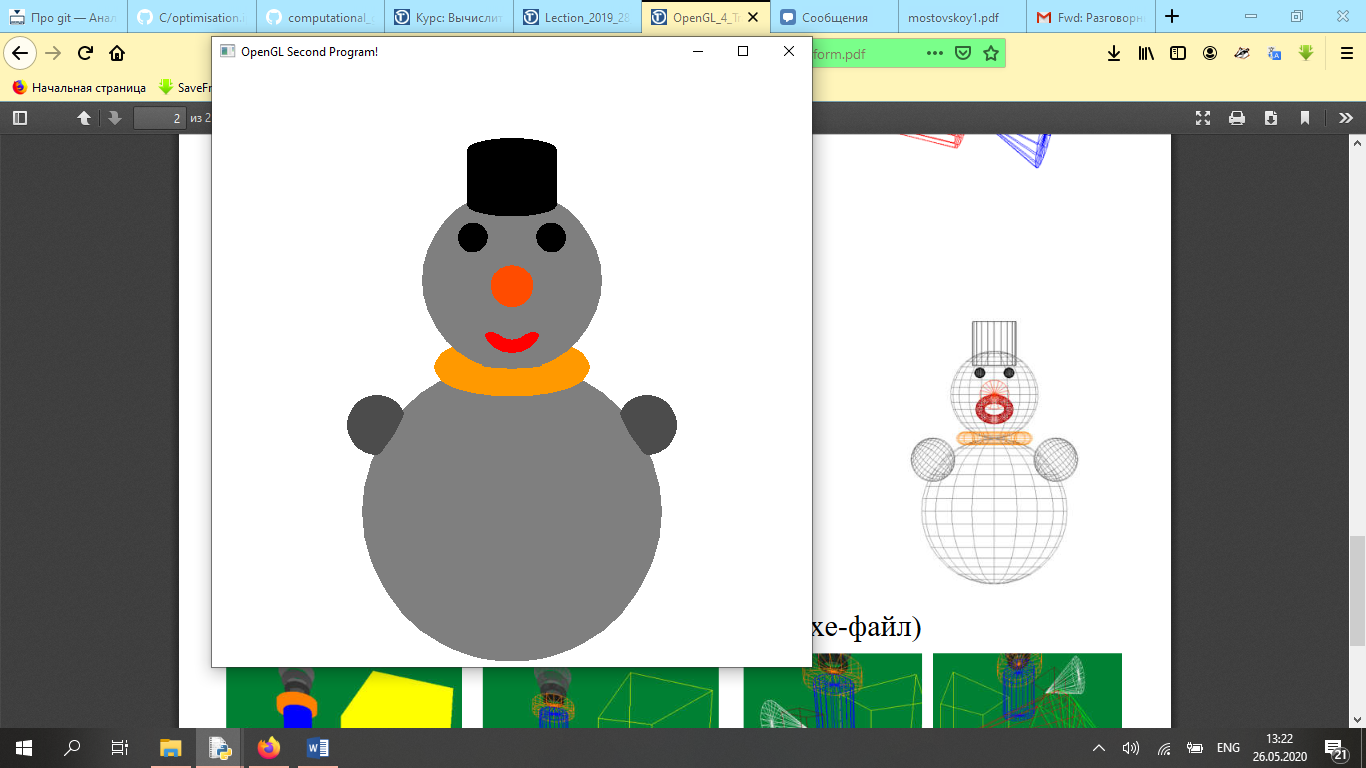 Про git — Анал
C/optimisation.
computational_
Курс: Вычислит
Lection_2019_28
OpenGL_4_Tr
Сообщения
mostovskoy1.pdf
Fwd: Разговорн
OpenGL Second Program!
form.pdf
Начальная страница
SaveFr
2
из 2
хе-файл)
ENG
13:22
26.05.2020
21